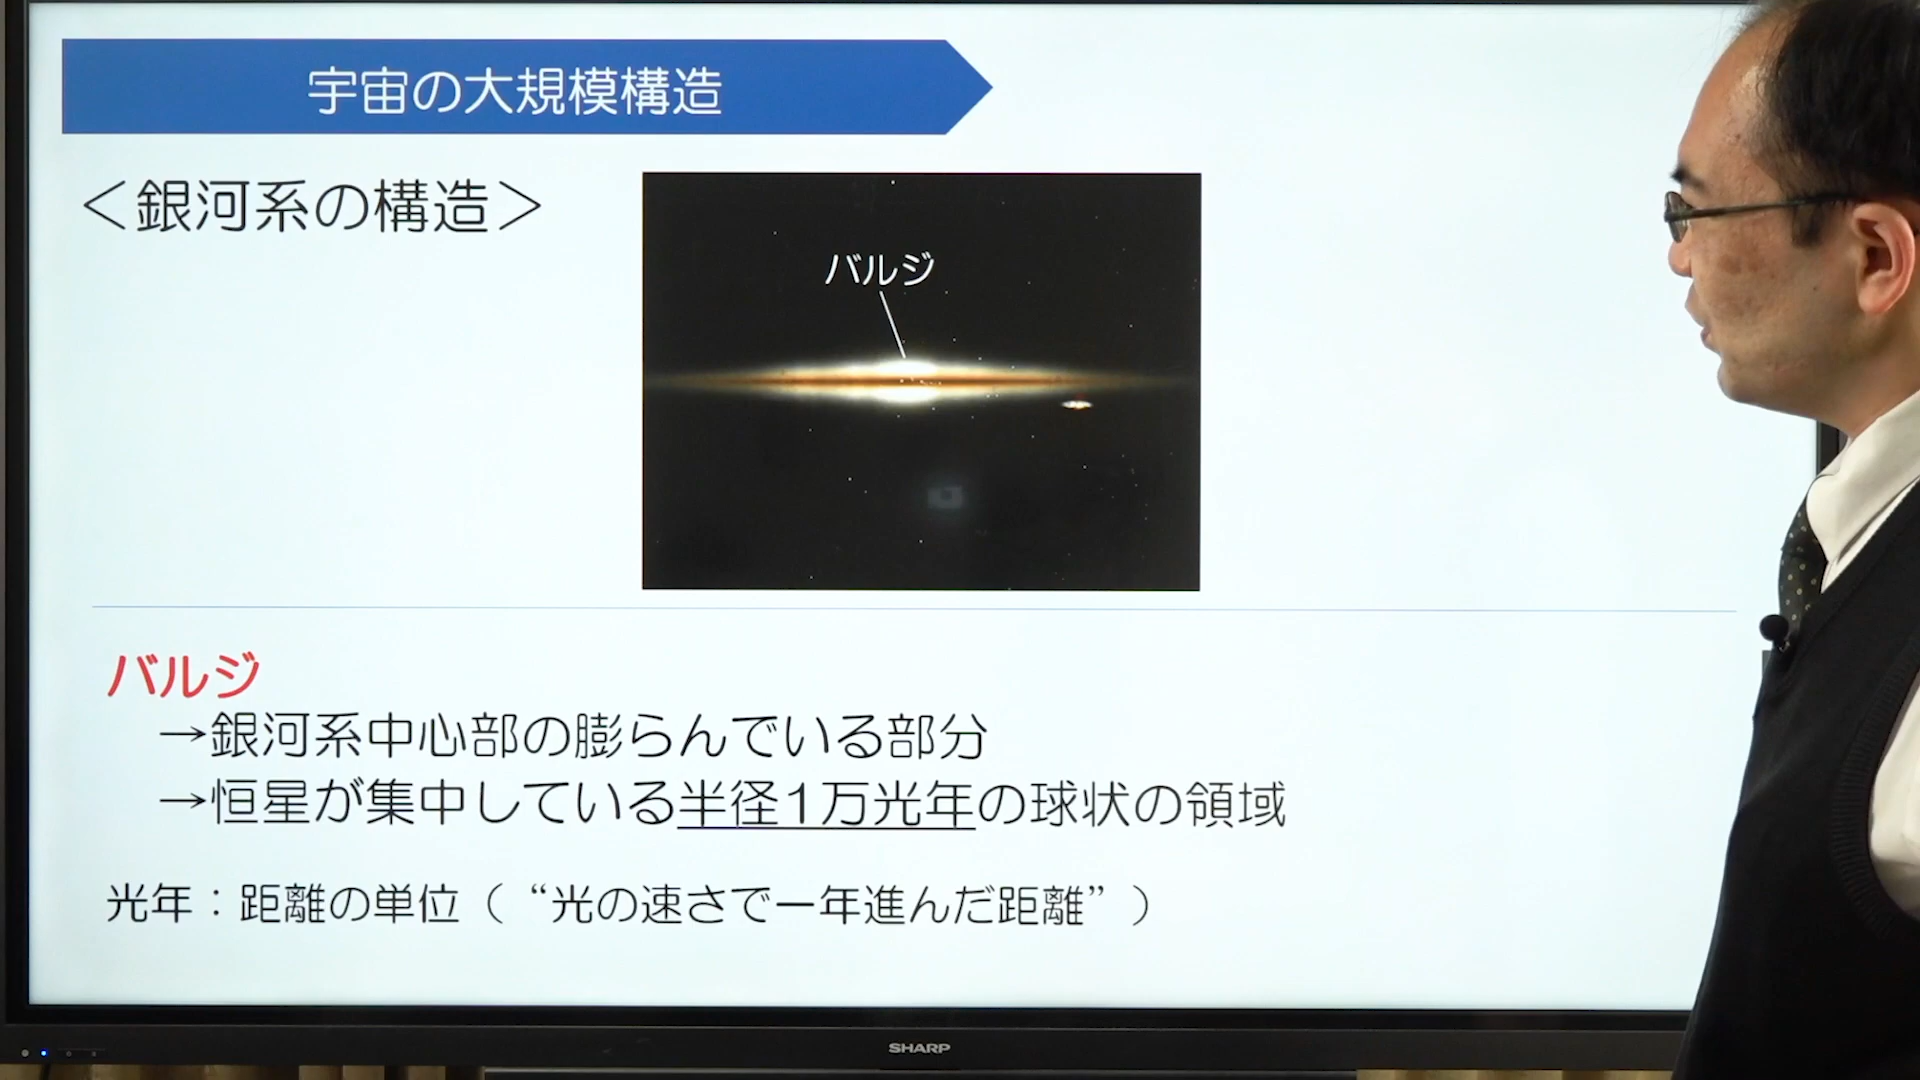 宇宙の大規模構造
＜銀河系の構造＞
バルジ
バルジ
→銀河系中心部の膨らんでいる部分
→恒星が集中している半径１万光年の球状の領域
光年：距離の単位（“光の速さで一年進んだ距離”）
SHARP